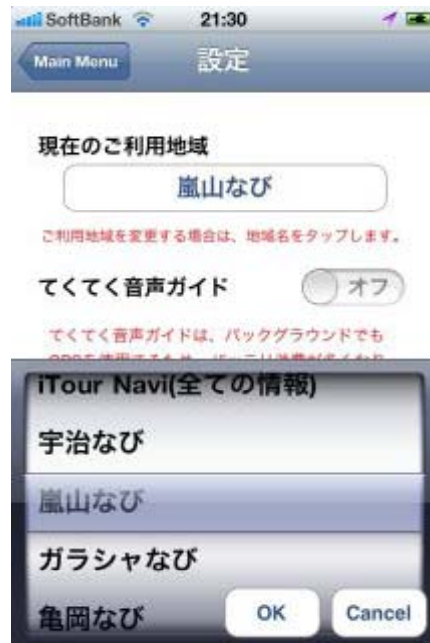 SoftBank 21:30
Main Menu
設定
現在のご利用地域
嵐山なび
ご利用地域を変更する場合は、地域名をタップします。
てくてく音声ガイド
オフ
てくてく音声ガイドは、バックグラウンドでも
iTour Navi(全ての情報)
宇治なび
嵐山なび
ガラシャなび
亀岡なび
OK
Cancel